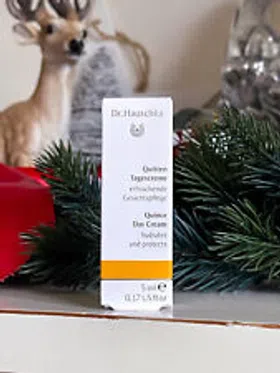 Dr. Hauschka
Quitten
Tagescreme
erfrischende
Gesichtspflege
Quince
Day Cream
hydrates
and protects
5 ml ℮
0.17 fl oz